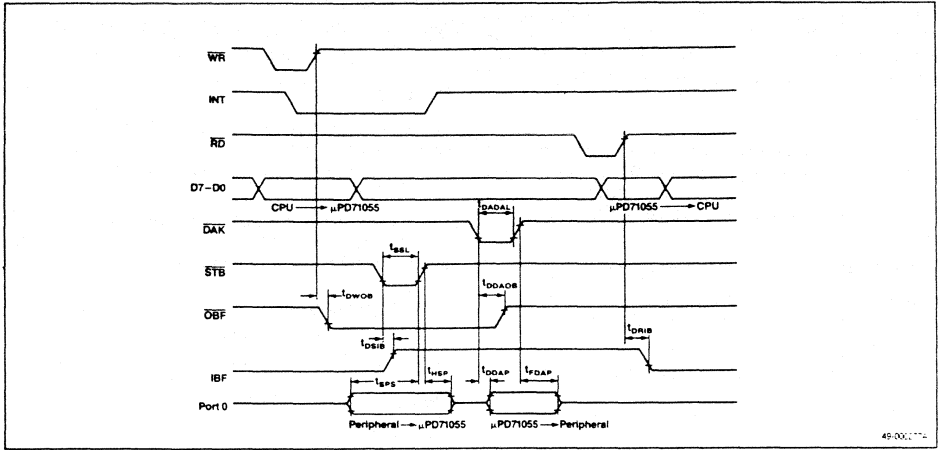 WR
INT
RD
D7–D0
CPU → μPD71055
tDADAL
μPD71055 → CPU
DAK
tSSL
STB
tDWOB
tDDAOB
OBF
tDSIB
tDRIB
IBF
tSPS
tHSP
tDDAP
tFDAP
Port 0
Peripheral → μPD71055
μPD71055 → Peripheral